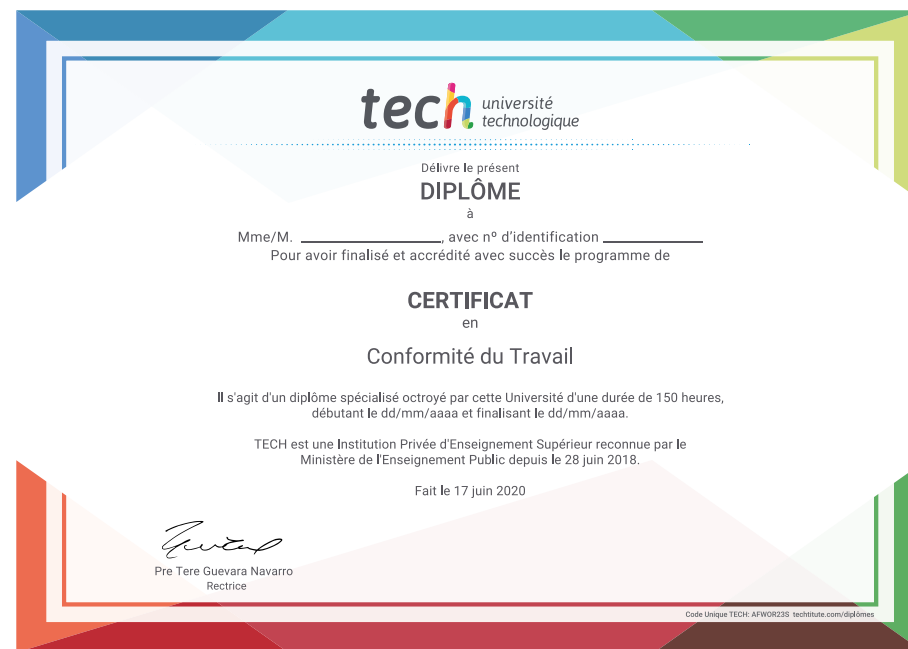 tech université
technologique
Délivre le présent
DIPLÔME
à
Mme/M. ____________________, avec nº d'identification ______________
Pour avoir finalisé et accrédité avec succès le programme de
CERTIFICAT
en
Conformité du Travail
Il s'agit d'un diplôme spécialisé octroyé par cette Université d'une durée de 150 heures,
débutant le dd/mm/aaaa et finalisant le dd/mm/aaaa.
TECH est une Institution Privée d'Enseignement Supérieur reconnue par le
Ministère de l'Enseignement Public depuis le 28 juin 2018.
Fait le 17 juin 2020
Pre Tere Guevara Navarro
Rectrice
Code Unique TECH: AFWOR23S techtitute.com/diplômes